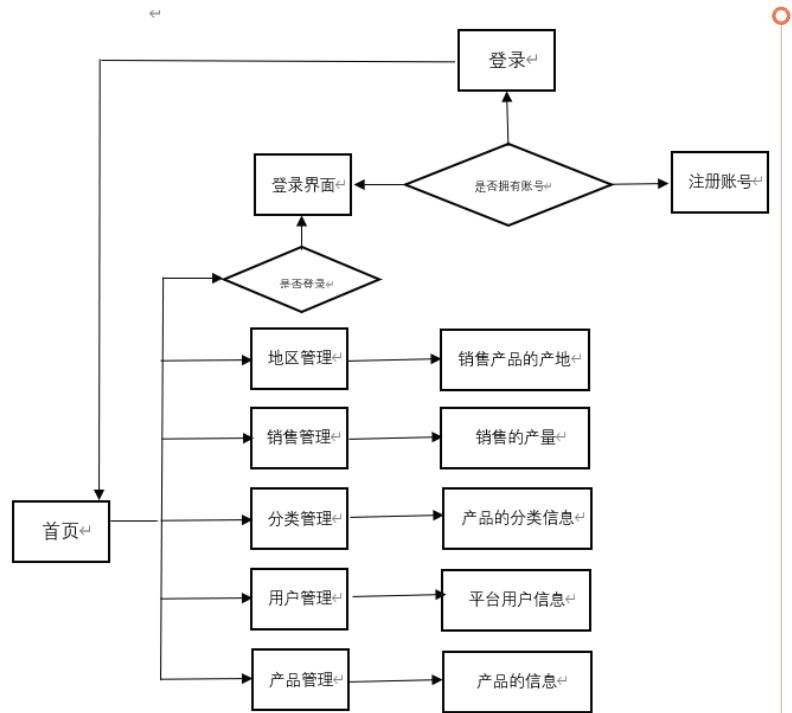 登录
登录界面
是否拥有账号
注册账号
是否登录
地区管理
销售产品的产地
销售管理
销售的产量
首页
分类管理
产品的分类信息
用户管理
平台用户信息
产品管理
产品的信息